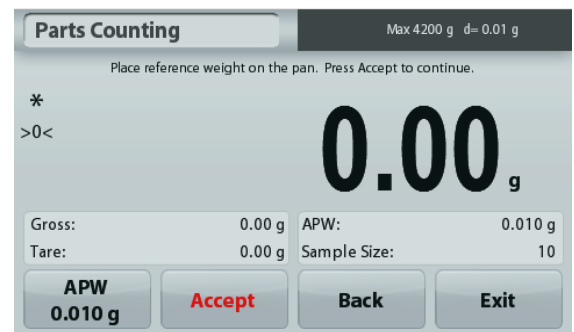 Parts Counting
Max 4200 g d= 0.01 g
Place reference weight on the pan. Press Accept to continue.
*
>0<
0.00 g
Gross: 0.00 g APW: 0.010 g
Tare: 0.00 g Sample Size: 10
APW
0.010 g
Accept
Back
Exit